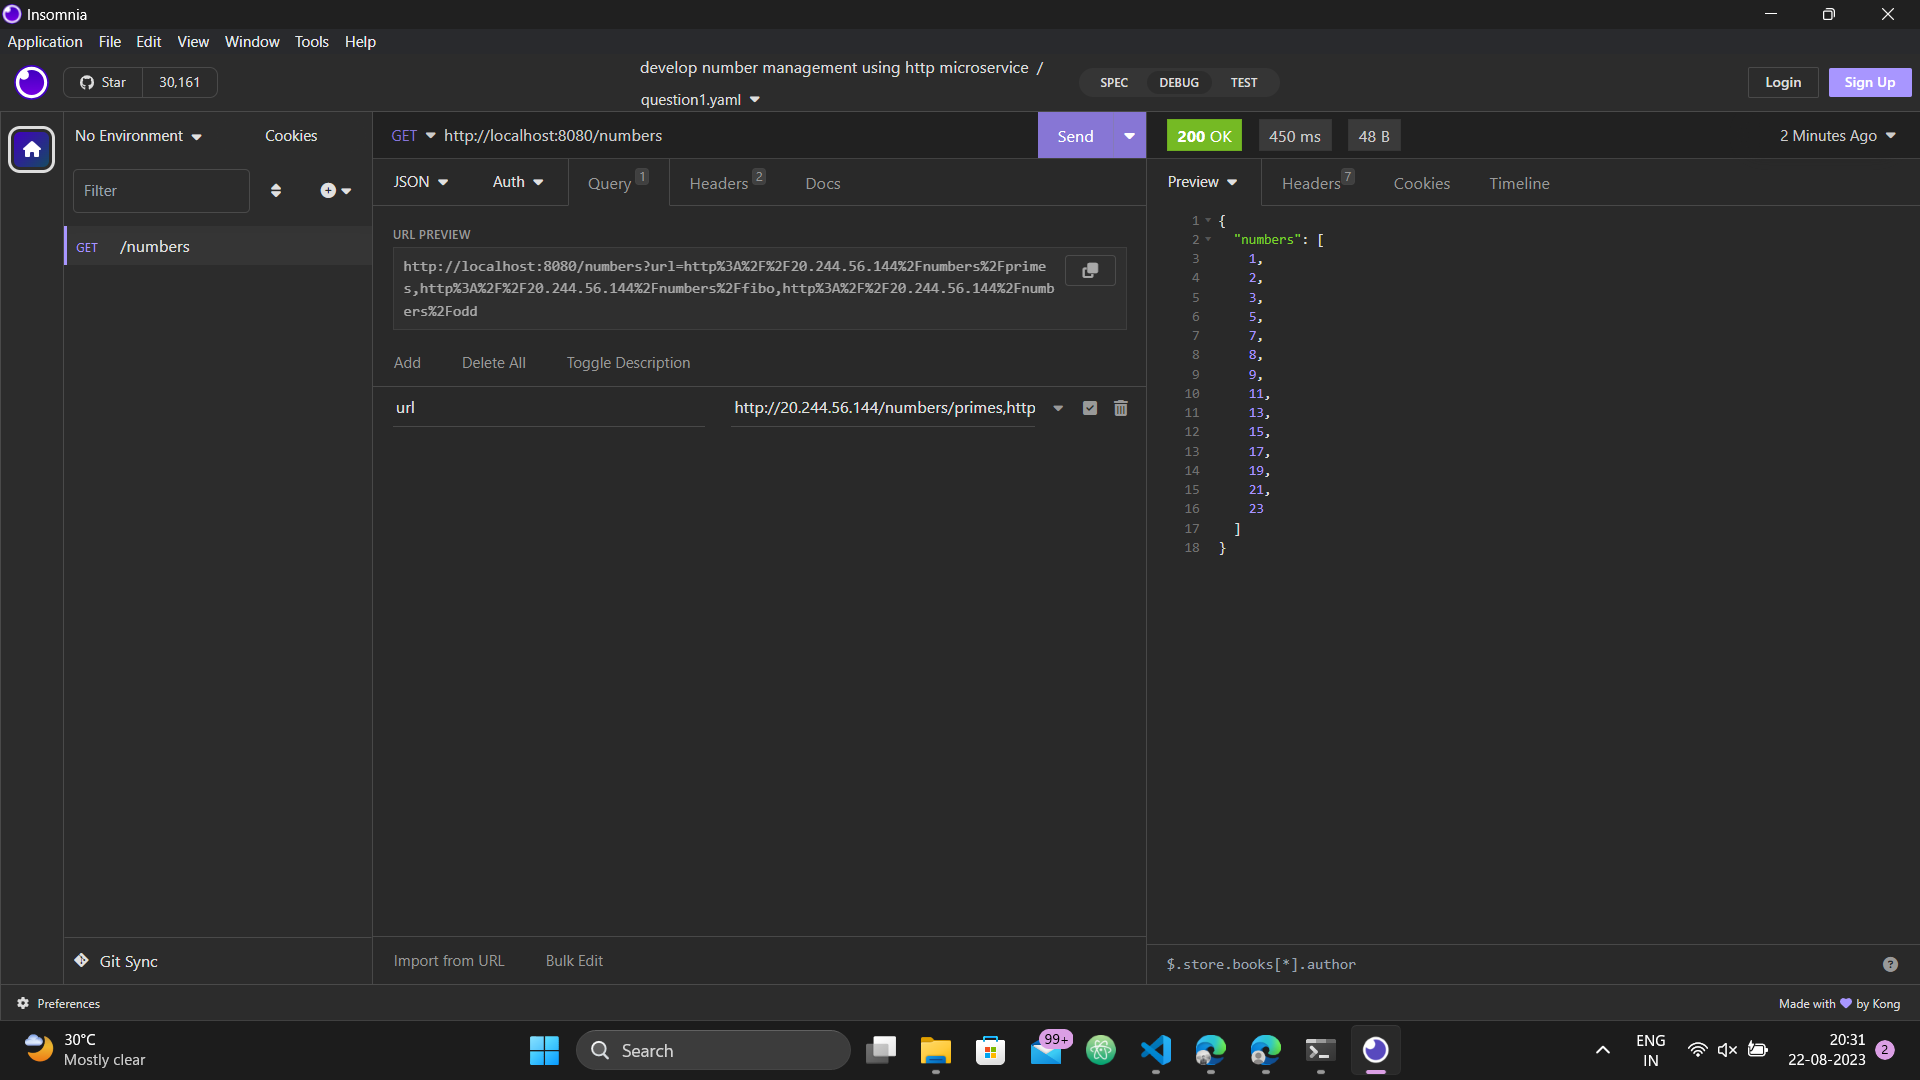 Insomnia
Application File Edit View Window Tools Help
Star 30,161
develop number management using http microservice /
question1.yaml
SPEC DEBUG TEST
Login Sign Up
No Environment Cookies
GET http://localhost:8080/numbers
Send
200 OK 450 ms 48 B
2 Minutes Ago
Filter
JSON Auth Query 1 Headers 2 Docs
Preview Headers 7 Cookies Timeline
GET /numbers
URL PREVIEW
http://localhost:8080/numbers?url=http%3A%2F%2F20.244.56.144%2Fnumbers%2Fprime
s,http%3A%2F%2F20.244.56.144%2Fnumbers%2Ffibo,http%3A%2F%2F20.244.56.144%2Fnumb
ers%2Fodd
Add Delete All Toggle Description
url http://20.244.56.144/numbers/primes,http
1 {
2 "numbers": [
3 1,
4 2,
5 3,
6 5,
7 7,
8 8,
9 9,
10 11,
11 13,
12 15,
13 17,
14 19,
15 21,
16 23
17 ]
18 }
Git Sync
Import from URL Bulk Edit
$.store.books[*].author
?
Preferences
Made with 💜 by Kong
30°C
Mostly clear
Search
99+
ENG
IN
20:31
22-08-2023
2